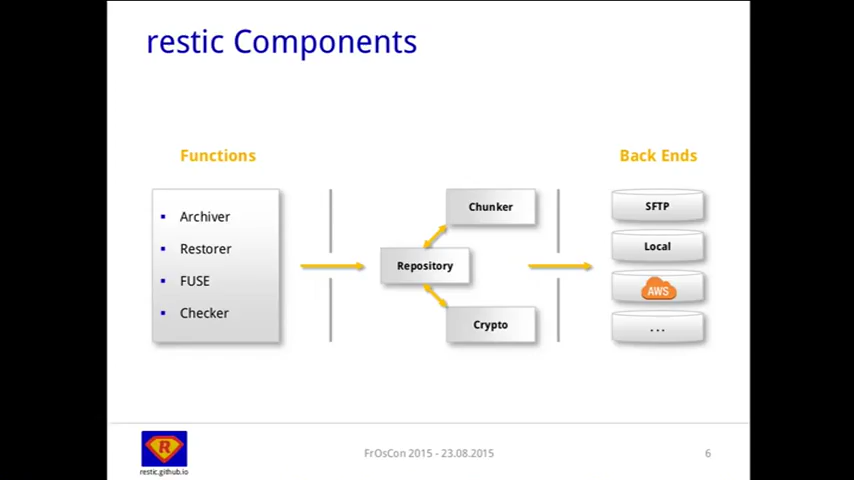 restic Components
Functions
Archiver
Restorer
FUSE
Checker
Chunker
Repository
Crypto
Back Ends
SFTP
Local
AWS
...
R
restic.github.io
FrOsCon 2015 - 23.08.2015
6